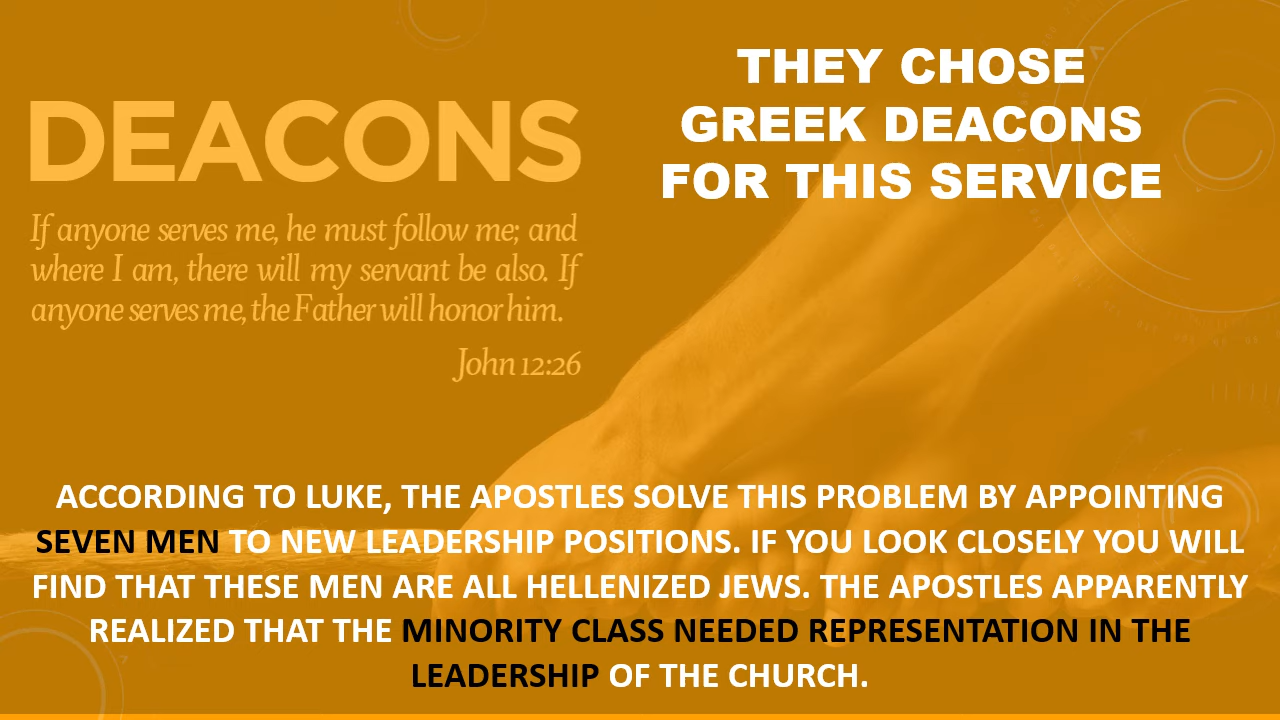 DEACONS
If anyone serves me, he must follow me; and
where I am, there will my servant be also. If
anyone serves me, the Father will honor him.
John 12:26
THEY CHOSE
GREEK DEACONS
FOR THIS SERVICE
ACCORDING TO LUKE, THE APOSTLES SOLVE THIS PROBLEM BY APPOINTING
SEVEN MEN TO NEW LEADERSHIP POSITIONS. IF YOU LOOK CLOSELY YOU WILL
FIND THAT THESE MEN ARE ALL HELLENIZED JEWS. THE APOSTLES APPARENTLY
REALIZED THAT THE MINORITY CLASS NEEDED REPRESENTATION IN THE
LEADERSHIP OF THE CHURCH.